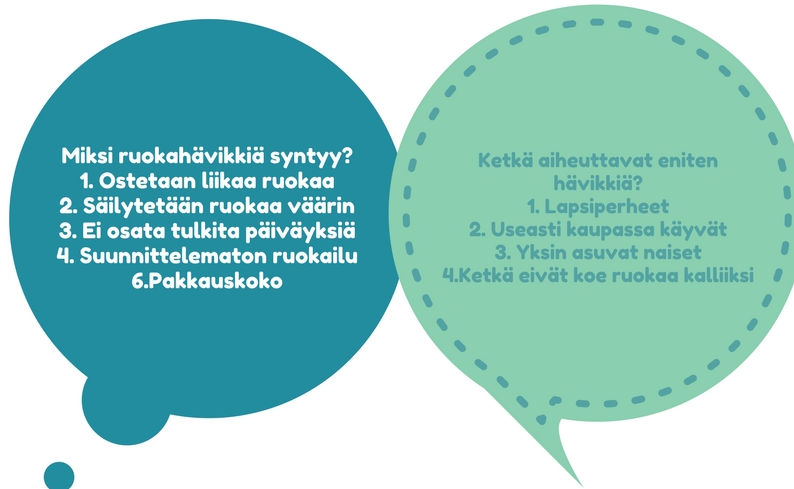 Miksi ruokahävikkiä syntyy?
1. Ostetaan liikaa ruokaa
2. Säilytetään ruokaa väärin
3. Ei osata tulkita päiväyksiä
4. Suunnittelematon ruokailu
6.Pakkauskoko
Ketkä aiheuttavat eniten
hävikkiä?
1. Lapsiperheet
2. Useasti kaupassa käyvät
3. Yksin asuvat naiset
4.Ketkä eivät koe ruokaa kalliiksi